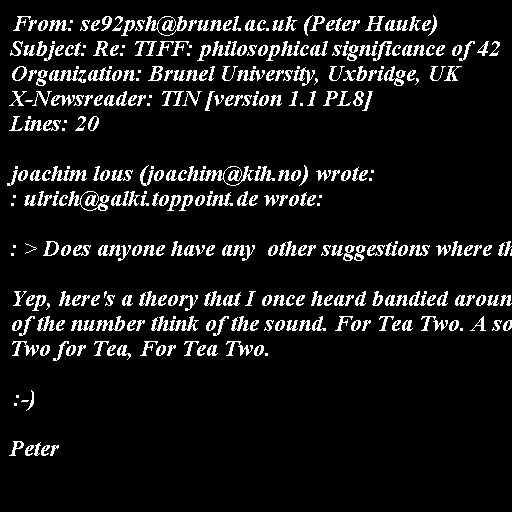 From: se92psh@brunel.ac.uk (Peter Hauke)
Subject: Re: TIFF: philosophical significance of 42
Organization: Brunel University, Uxbridge, UK
X-Newsreader: TIN [version 1.1 PL8]
Lines: 20
joachim lous (joachim@kih.no) wrote:
: ulrich@galki.toppoint.de wrote:
: > Does anyone have any  other suggestions where th
Yep, here's a theory that I once heard bandied aroun
of the number think of the sound. For Tea Two. A so
Two for Tea, For Tea Two.
:-)
Peter